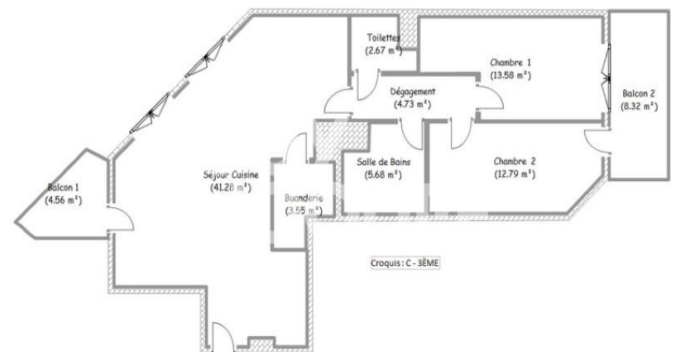 Toilettes
(2.67 m²)
Chambre 1
(13.58 m²)
Dégagement
(4.73 m²)
Balcon 2
(8.32 m²)
Séjour Cuisine
(41.28 m²)
Salle de Bains
(5.68 m²)
Chambre 2
(12.79 m²)
Balcon 1
(4.56 m²)
Buanderie
(3.55 m²)
Croquis : C - 3ÈME